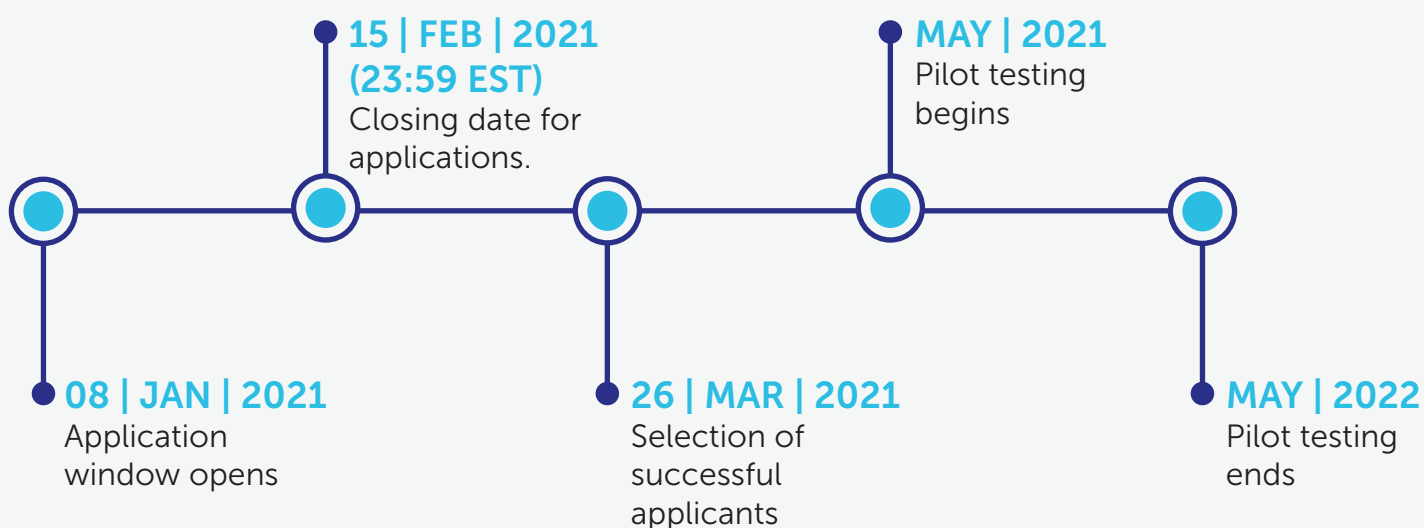 15 | FEB | 2021
(23:59 EST)
Closing date for
applications.
MAY | 2021
Pilot testing
begins
08 | JAN | 2021
Application
window opens
26 | MAR | 2021
Selection of
successful
applicants
MAY | 2022
Pilot testing
ends